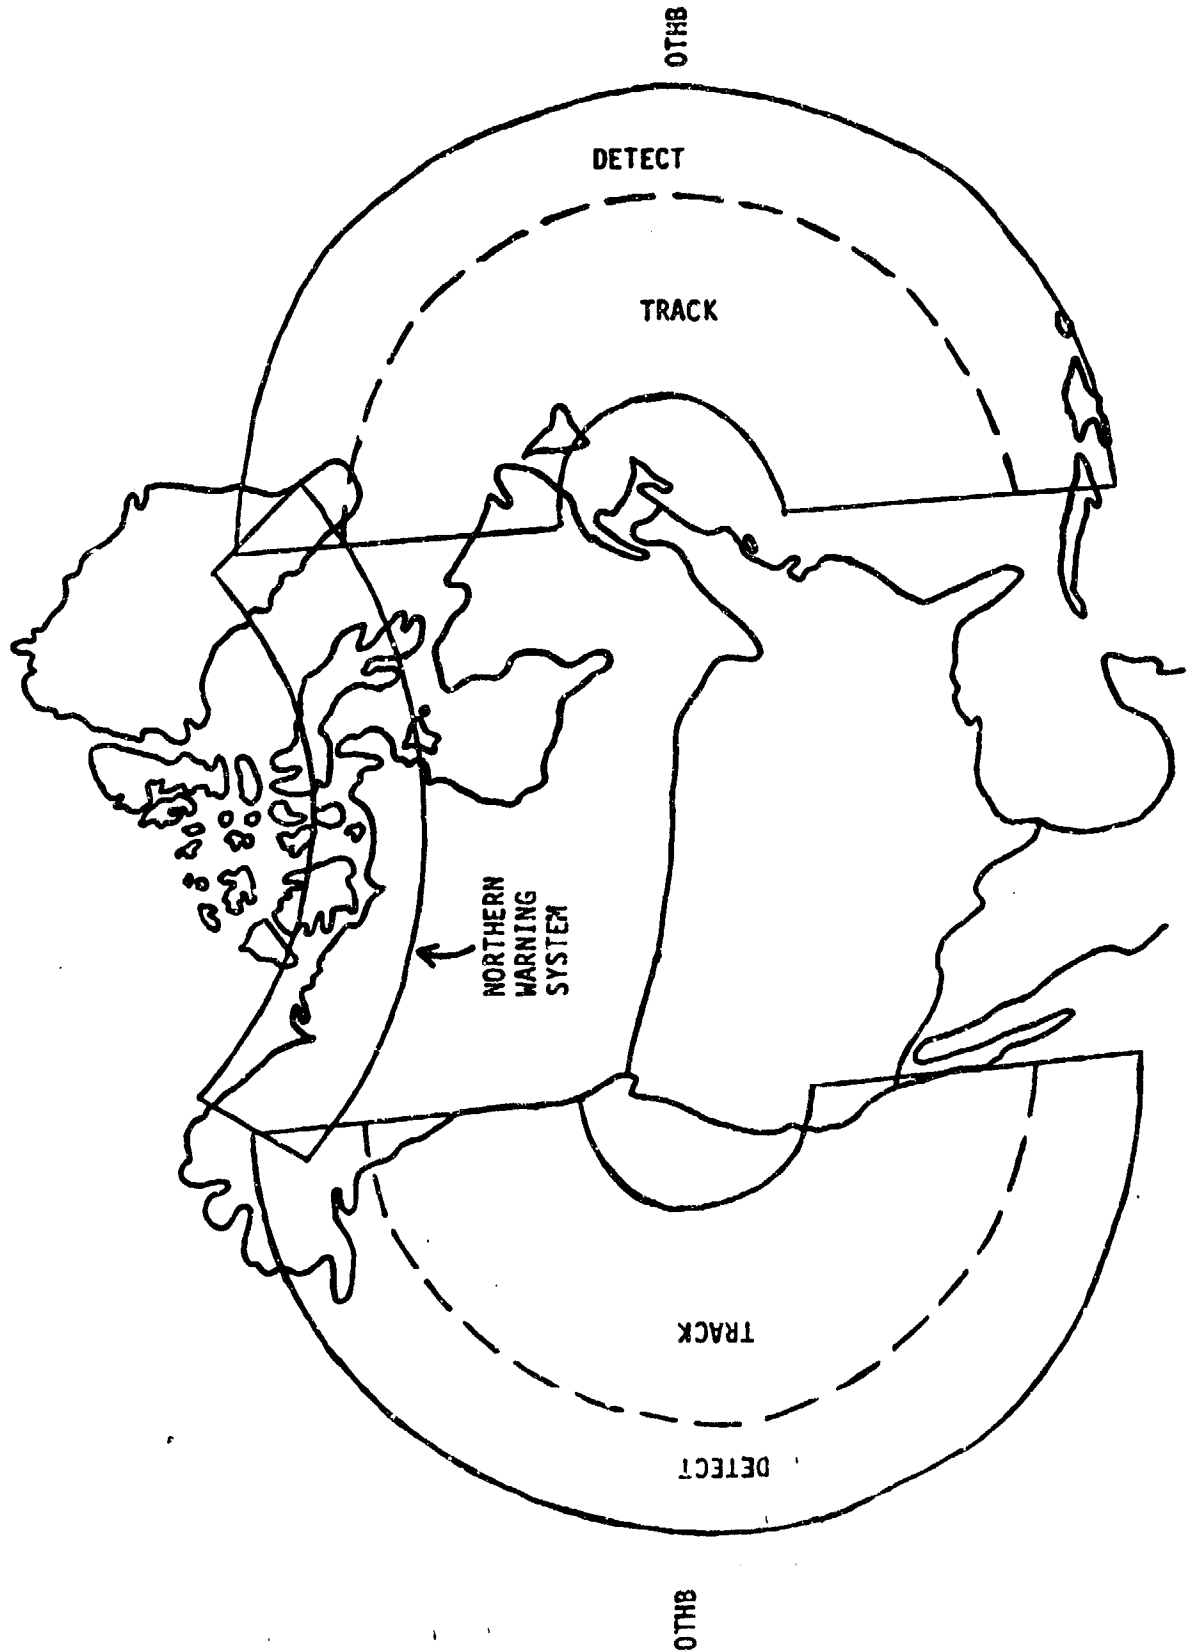 OTHB
DETECT
TRACK
NORTHERN
WARNING
SYSTEM
TRACK
DETECT
OTHB